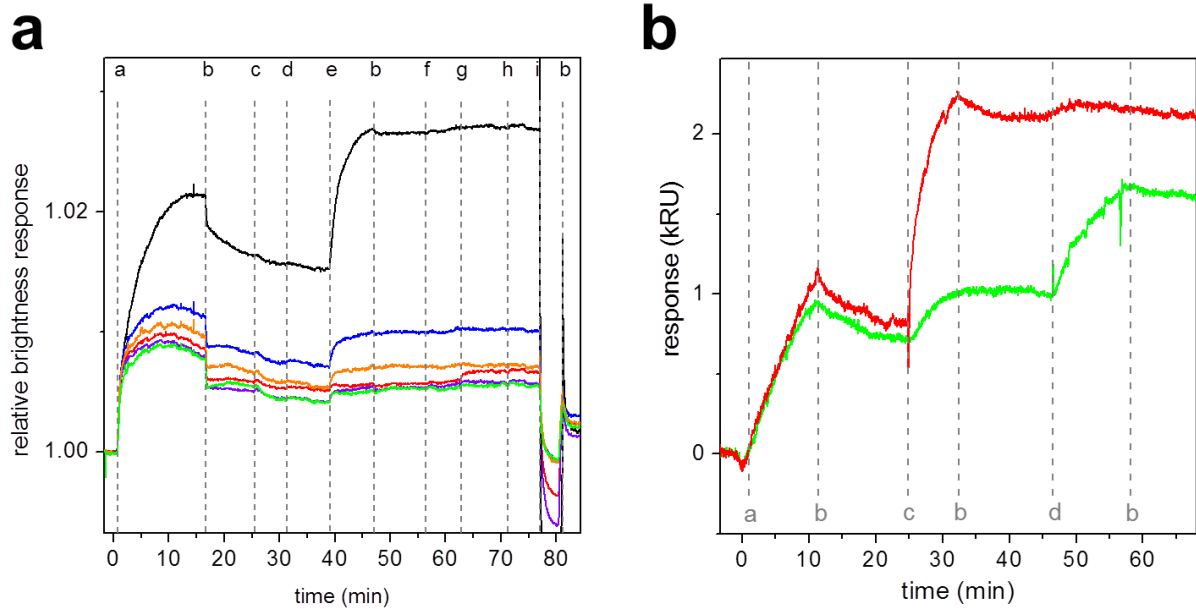 a
a b c d e b f g h i b
relative brightness response
1.02
1.00
0 10 20 30 40 50 60 70 80
time (min)
b
response (kRU)
2
1
0
a b c b d b
0 10 20 30 40 50 60
time (min)